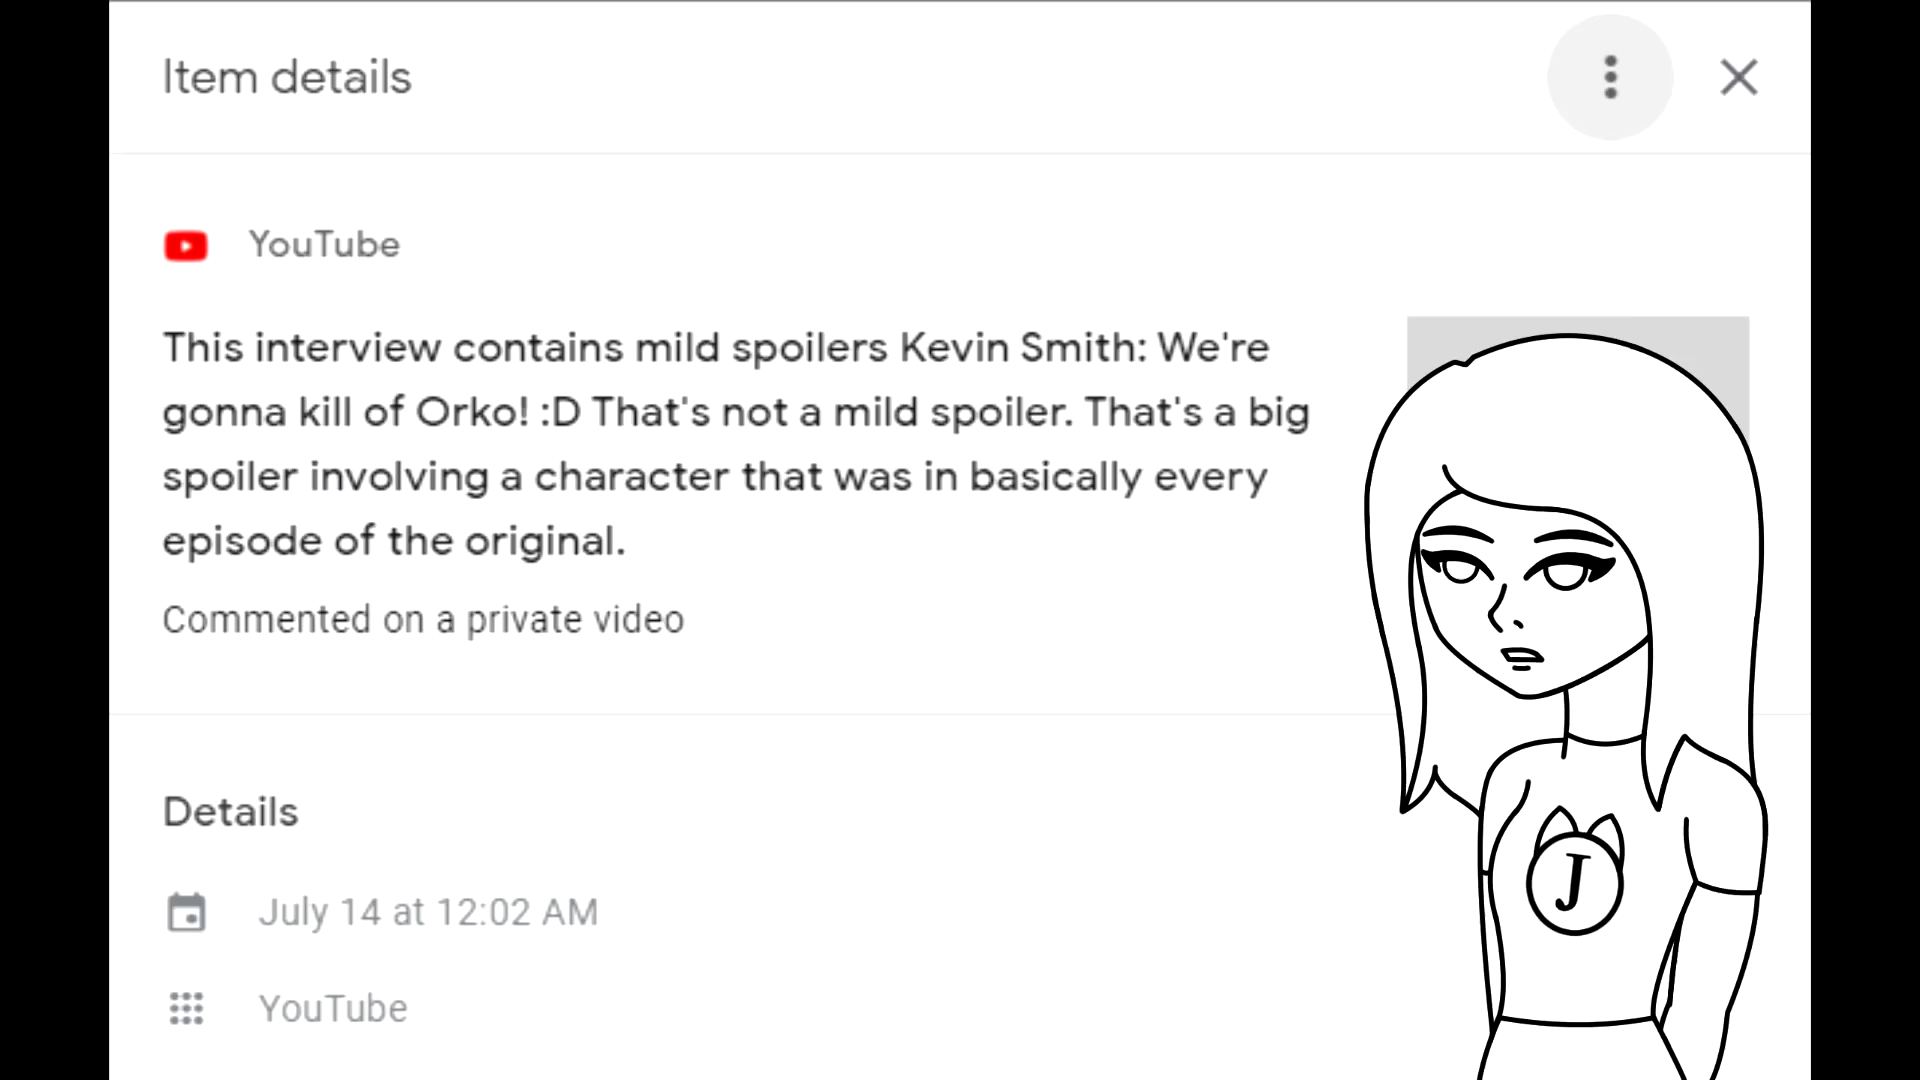 Item details
YouTube
This interview contains mild spoilers Kevin Smith: We're
gonna kill of Orko! :D That's not a mild spoiler. That's a big
spoiler involving a character that was in basically every
episode of the original.
Commented on a private video
Details
July 14 at 12:02 AM
YouTube
J